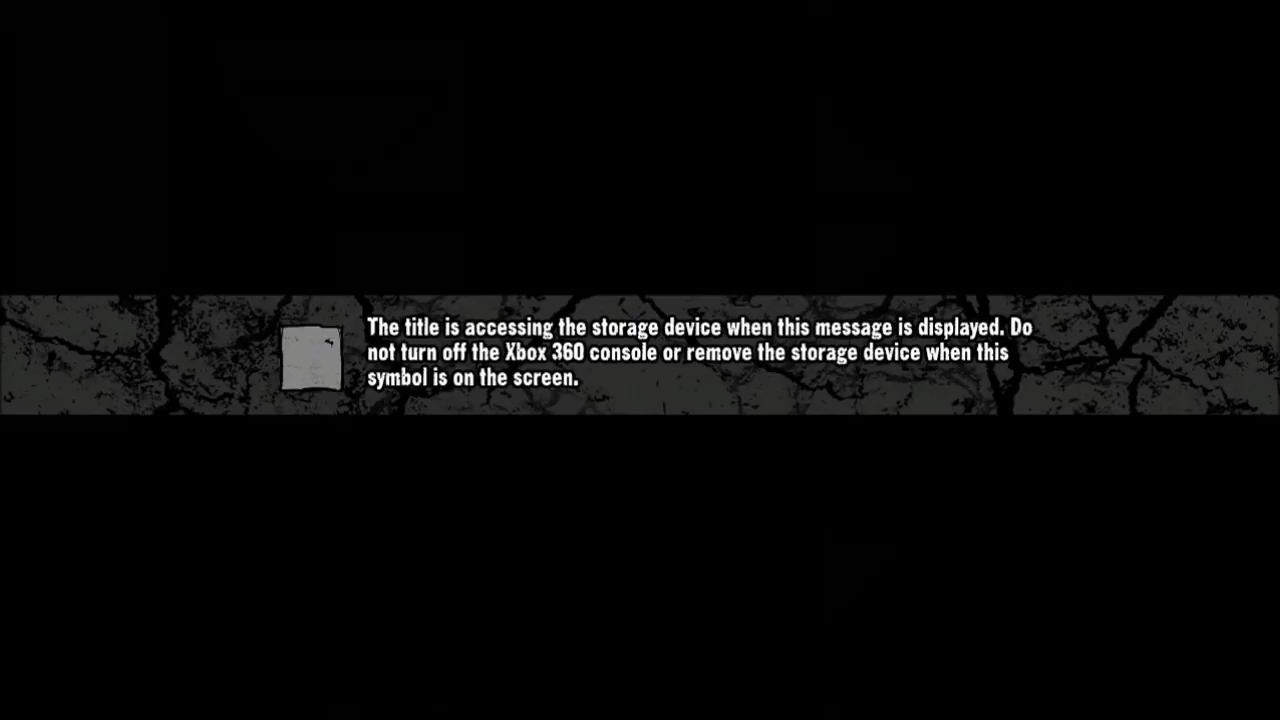 The title is accessing the storage device when this message is displayed. Do
not turn off the Xbox 360 console or remove the storage device when this
symbol is on the screen.